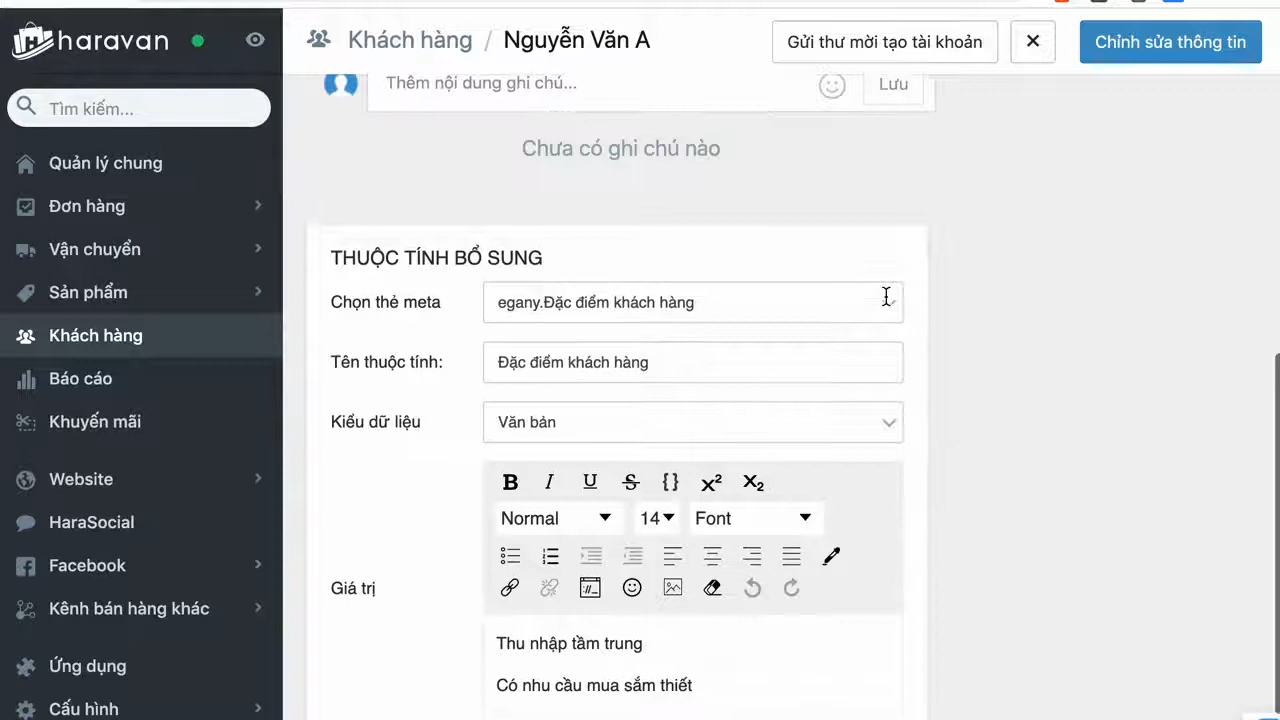 haravan
Khách hàng / Nguyễn Văn A
Gửi thư mời tạo tài khoản
Chỉnh sửa thông tin
Tìm kiếm...
Quản lý chung
Đơn hàng
Vận chuyển
Sản phẩm
Khách hàng
Báo cáo
Khuyến mãi
Website
HaraSocial
Facebook
Kênh bán hàng khác
Ứng dụng
Cấu hình
Thêm nội dung ghi chú...
Lưu
Chưa có ghi chú nào
THUỘC TÍNH BỔ SUNG
Chọn thẻ meta
egany.Đặc điểm khách hàng
Tên thuộc tính:
Đặc điểm khách hàng
Kiểu dữ liệu
Văn bản
B I U S {} X² X₂
Normal 14 Font
Giá trị
Thu nhập tầm trung
Có nhu cầu mua sắm thiết